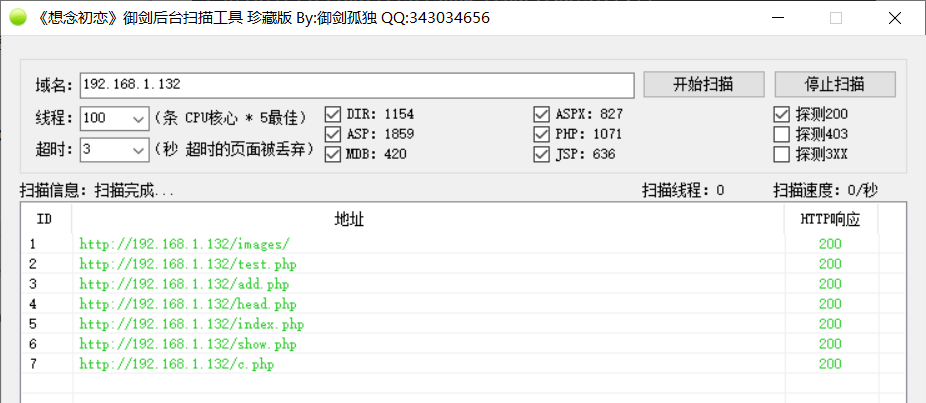 《想念初恋》御剑后台扫描工具 珍藏版 By:御剑孤独 QQ:343034656
域名: 192.168.1.132 开始扫描 停止扫描
线程: 100 (条 CPU核心 * 5最佳) DIR: 1154 ASPX: 827 探测200
ASP: 1859 PHP: 1071 探测403
超时: 3 (秒 超时的页面被丢弃) MDB: 420 JSP: 636 探测3XX
扫描信息: 扫描完成... 扫描线程: 0 扫描速度: 0/秒
ID 地址 HTTP响应
1 http://192.168.1.132/images/ 200
2 http://192.168.1.132/test.php 200
3 http://192.168.1.132/add.php 200
4 http://192.168.1.132/head.php 200
5 http://192.168.1.132/index.php 200
6 http://192.168.1.132/show.php 200
7 http://192.168.1.132/c.php 200